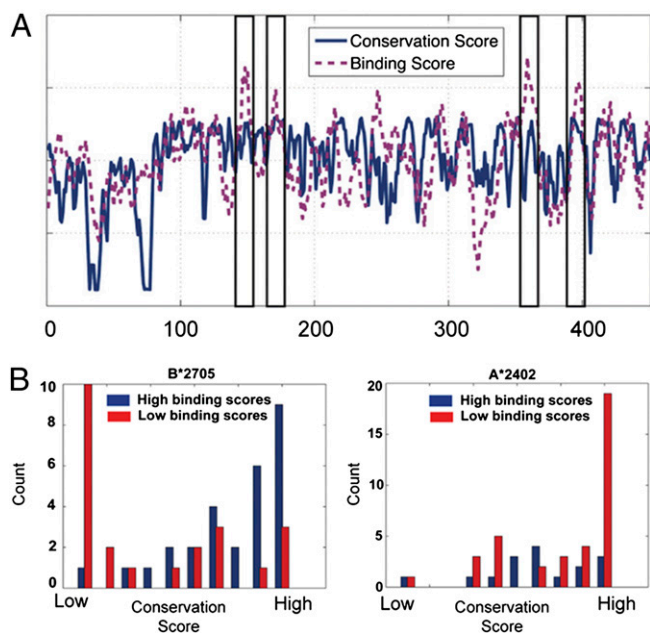 A
Conservation Score
Binding Score
0 100 200 300 400
B
B*2705
High binding scores
Low binding scores
10
8
6
4
2
0
Count
Low
Conservation
Score
High
A*2402
High binding scores
Low binding scores
20
15
10
5
0
Count
Low
Conservation
Score
High